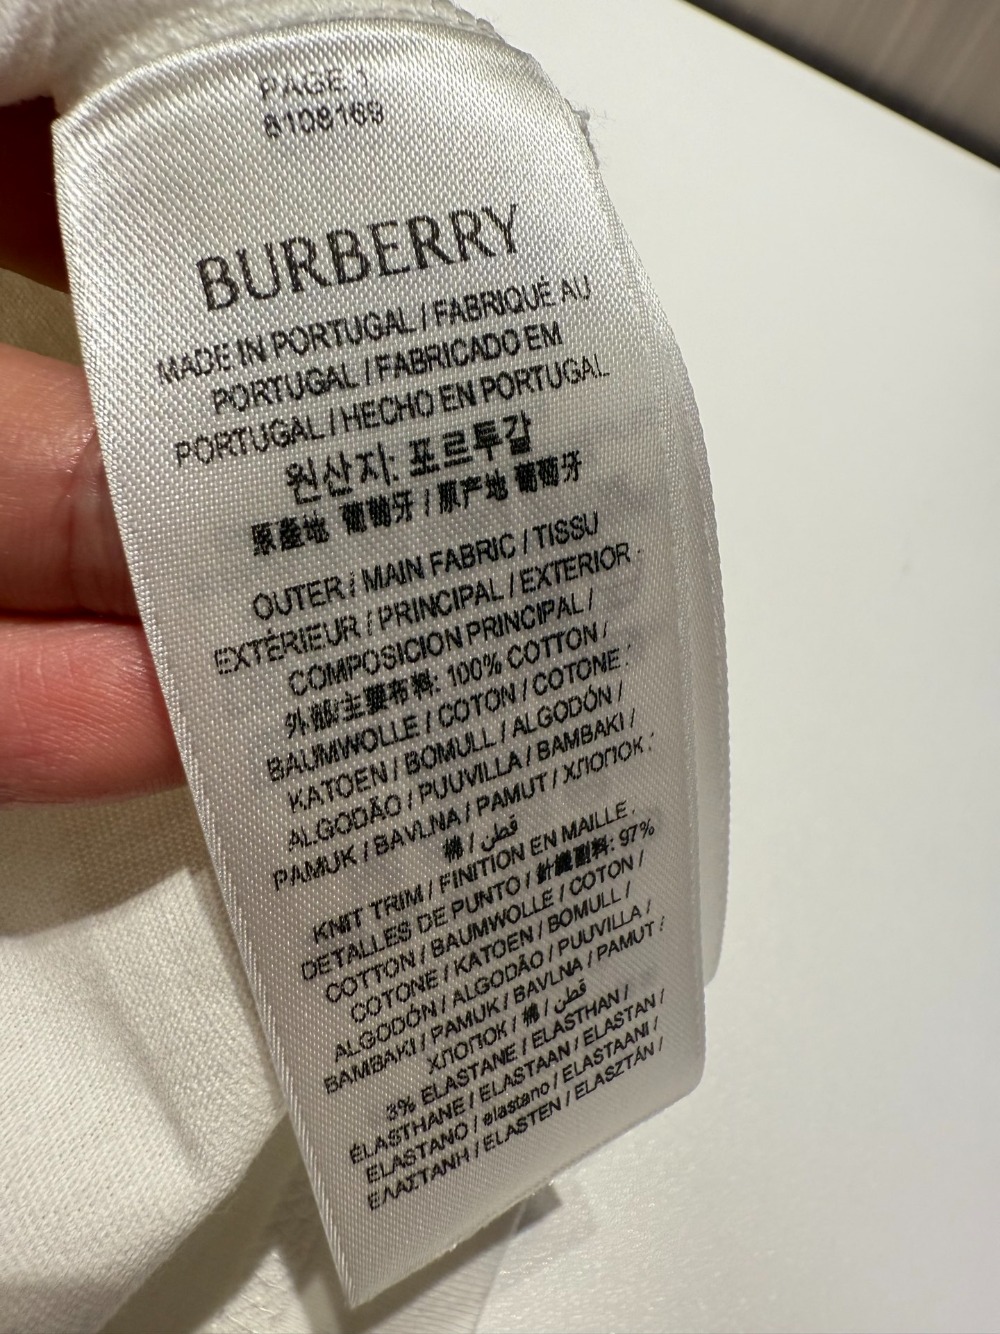 PAGE 1
8108169
BURBERRY
MADE IN PORTUGAL / FABRIQUÉ AU
PORTUGAL / FABRICADO EM
PORTUGAL / HECHO EN PORTUGAL
원산지: 포르투갈
原產地 葡萄牙 / 原产地 葡萄牙
OUTER / MAIN FABRIC / TISSU
EXTÉRIEUR / PRINCIPAL / EXTERIOR
COMPOSICION PRINCIPAL /
外部/主要布料: 100% COTTON /
BAUMWOLLE / COTON / COTONE /
KATOEN / BOMULL / ALGODÓN /
ALGODÃO / PUUVILLA / BAMBAKI /
PAMUK / BAVLNA / PAMUT / ХЛОПОК /
棉 / قطن
KNIT TRIM / FINITION EN MAILLE /
DETALLES DE PUNTO / 針織副料: 97%
COTTON / BAUMWOLLE / COTON /
COTONE / KATOEN / BOMULL /
ALGODÓN / ALGODÃO / PUUVILLA /
BAMBAKI / PAMUK / BAVLNA / PAMUT /
ХЛОПОК / 棉 / قطن
3% ELASTANE / ELASTHAN /
ÉLASTHANE / ELASTAAN / ELASTAN /
ELASTANO / elastano / ELASTAANI /
ΕΛΑΣΤΑΝΗ / ELASTEN / ELASZTÁN /